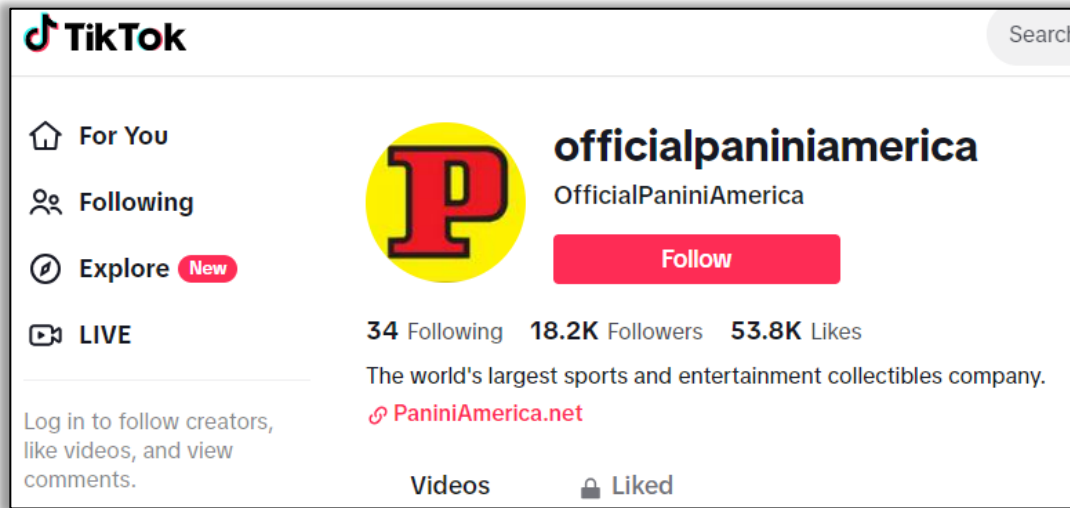 TikTok
Search
For You
Following
Explore New
LIVE
Log in to follow creators,
like videos, and view
comments.
P
officialpaniniamerica
OfficialPaniniAmerica
Follow
34 Following 18.2K Followers 53.8K Likes
The world's largest sports and entertainment collectibles company.
PaniniAmerica.net
Videos Liked